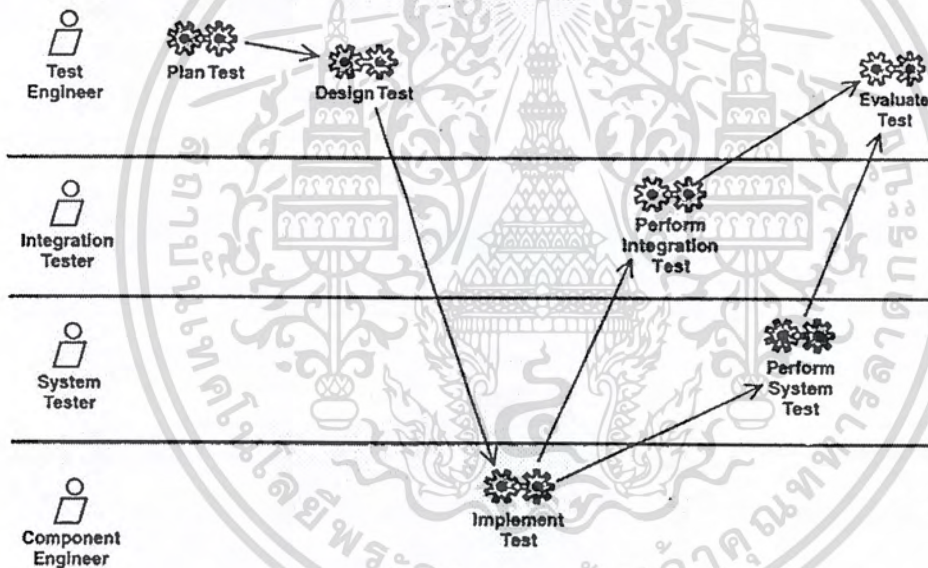 Plan Test
Test
Engineer
Design Test
Evaluate
Test
Integration
Tester
Perform
Integration
Test
System
Tester
Perform
System
Test
Component
Engineer
Implement
Test